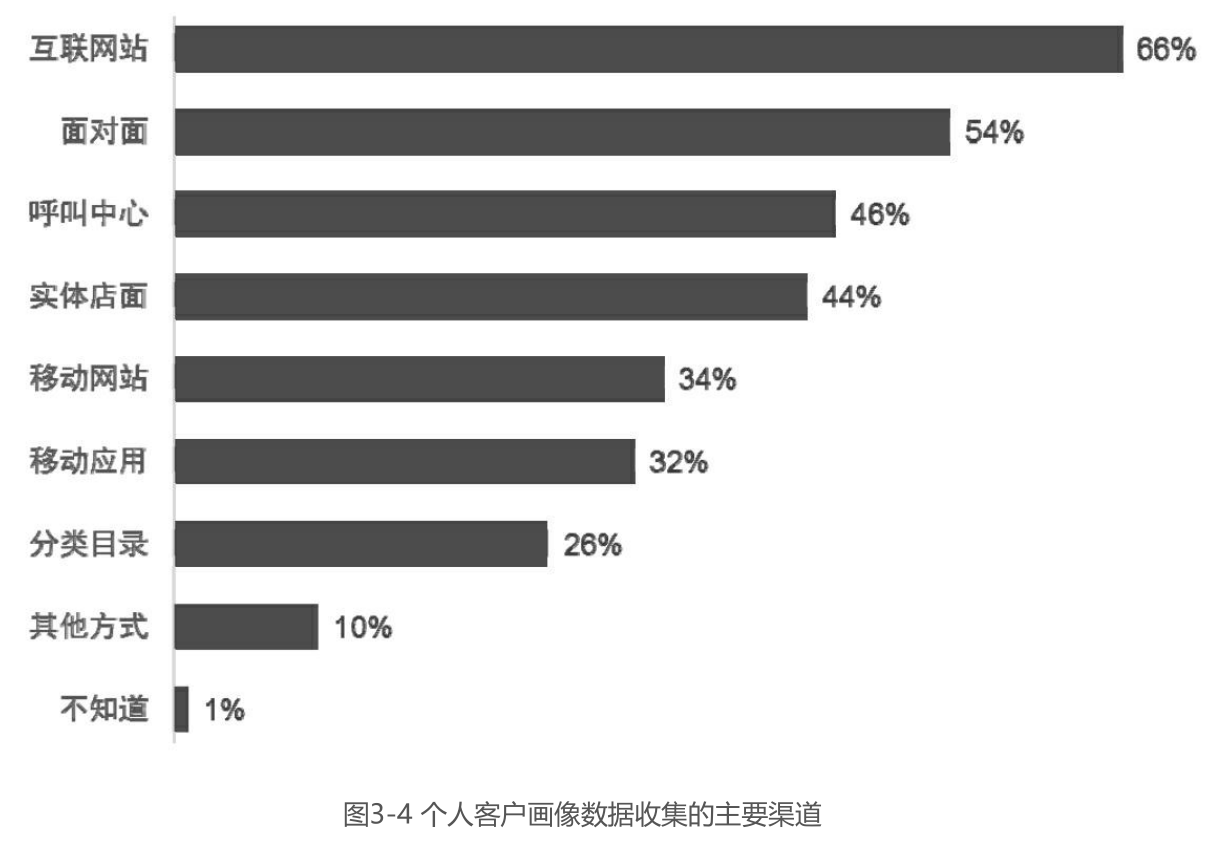 互联网站 66%
面对面 54%
呼叫中心 46%
实体店面 44%
移动网站 34%
移动应用 32%
分类目录 26%
其他方式 10%
不知道 1%
图3-4 个人客户画像数据收集的主要渠道